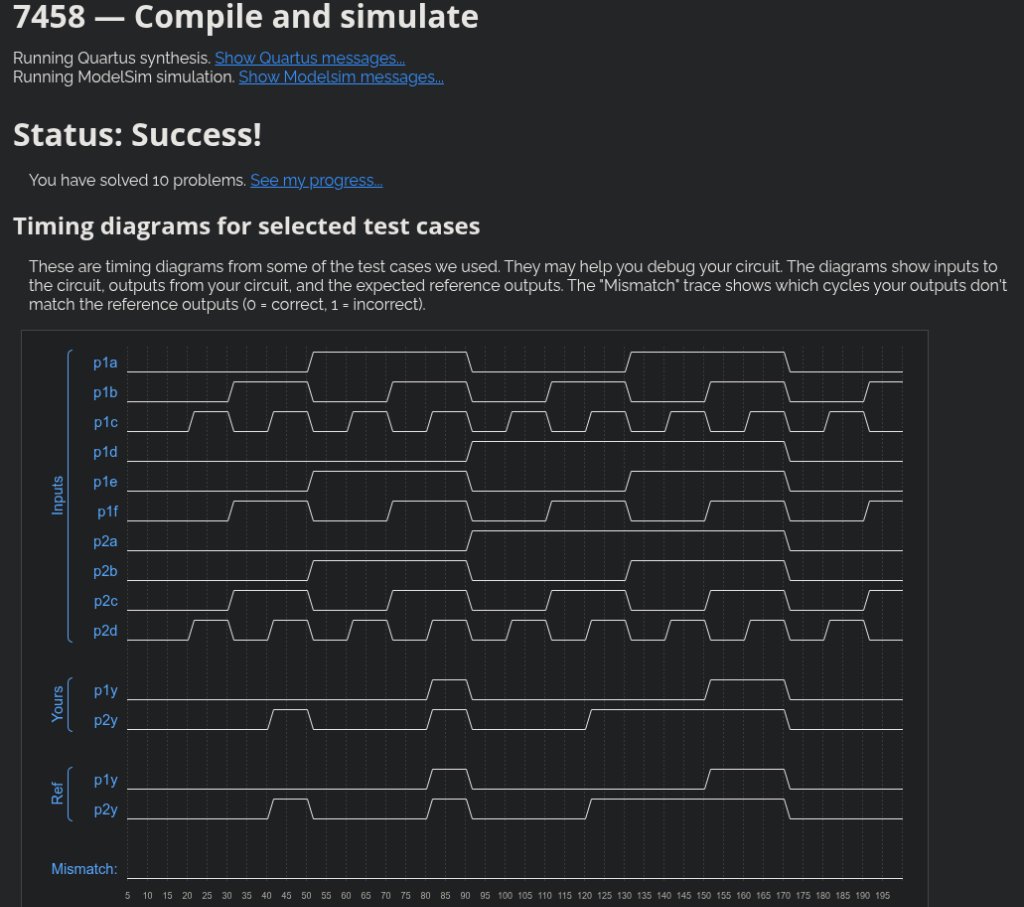 7458 — Compile and simulate
Running Quartus synthesis. Show Quartus messages...
Running ModelSim simulation. Show Modelsim messages...
Status: Success!
You have solved 10 problems. See my progress...
Timing diagrams for selected test cases
These are timing diagrams from some of the test cases we used. They may help you debug your circuit. The diagrams show inputs to
the circuit, outputs from your circuit, and the expected reference outputs. The "Mismatch" trace shows which cycles your outputs don't
match the reference outputs (0 = correct, 1 = incorrect).
Inputs
p1a
p1b
p1c
p1d
p1e
p1f
p2a
p2b
p2c
p2d
Yours
p1y
p2y
Ref
p1y
p2y
Mismatch:
5 10 15 20 25 30 35 40 45 50 55 60 65 70 75 80 85 90 95 100 105 110 115 120 125 130 135 140 145 150 155 160 165 170 175 180 185 190 195